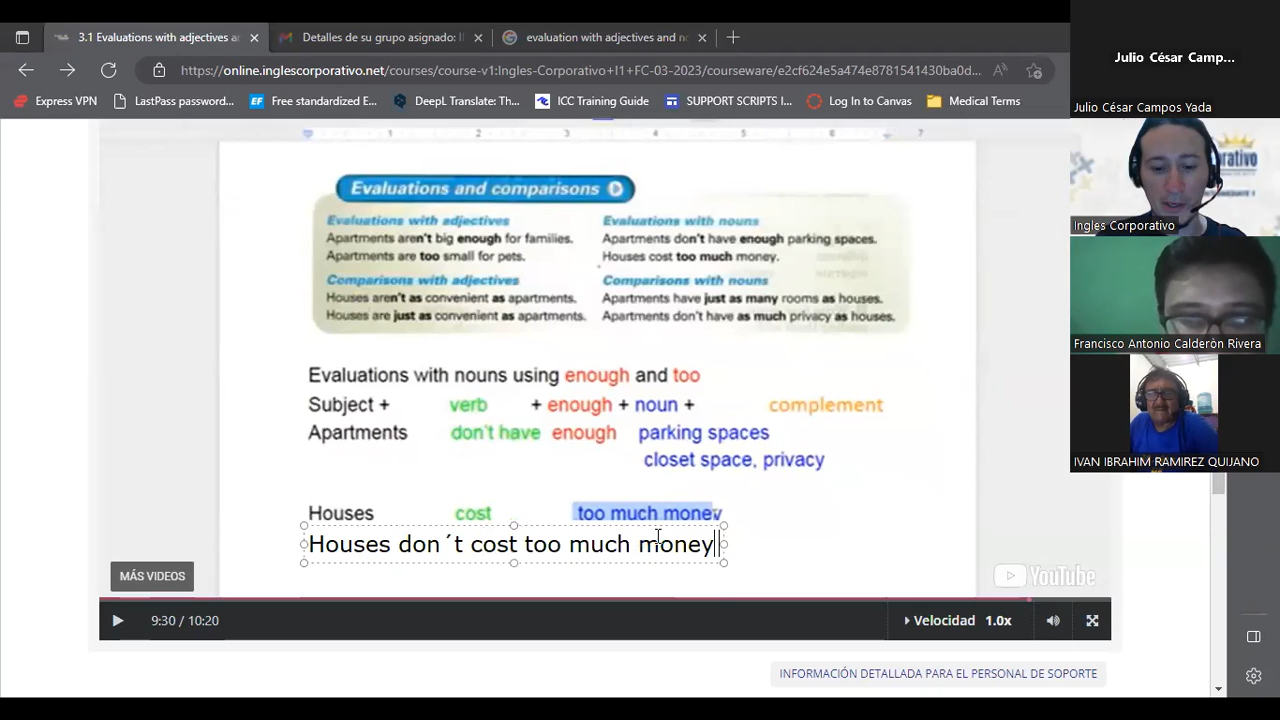 3.1 Evaluations with adjectives a
Detalles de su grupo asignado: I
evaluation with adjectives and n
https://online.inglescorporativo.net/courses/course-v1:Ingles-Corporativo+I1+FC-03-2023/courseware/e2cf624e5a474e8781541430ba0d...
Express VPN
LastPass password...
Free standardized E...
DeepL Translate: Th...
ICC Training Guide
SUPPORT SCRIPTS I...
Log In to Canvas
Medical Terms
1 2 3 4 5 6 7
Evaluations and comparisons
Evaluations with adjectives
Apartments aren't big enough for families.
Apartments are too small for pets.
Comparisons with adjectives
Houses aren't as convenient as apartments.
Houses are just as convenient as apartments.
Evaluations with nouns
Apartments don't have enough parking spaces.
Houses cost too much money.
Comparisons with nouns
Apartments have just as many rooms as houses.
Apartments don't have as much privacy as houses.
Evaluations with nouns using enough and too
Subject + verb + enough + noun + complement
Apartments don't have enough parking spaces
closet space, privacy
Houses cost too much money
Houses don´t cost too much money
MÁS VIDEOS
YouTube
9:30 / 10:20
Velocidad 1.0x
INFORMACIÓN DETALLADA PARA EL PERSONAL DE SOPORTE
Julio César Camp...
Julio César Campos Yada
Ingles Corporativo
Francisco Antonio Calderòn Rivera
IVAN IBRAHIM RAMIREZ QUIJANO